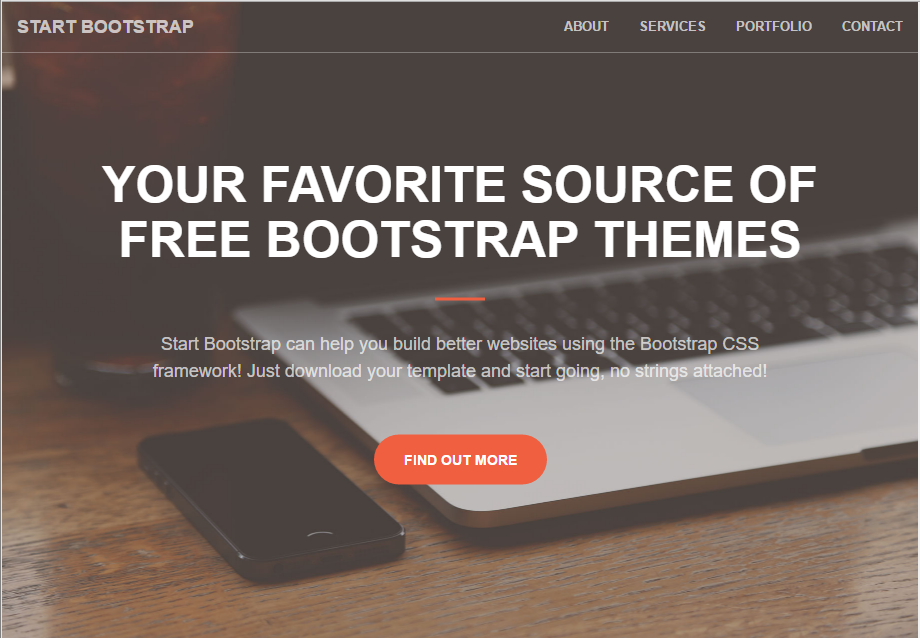 START BOOTSTRAP
ABOUT SERVICES PORTFOLIO CONTACT
YOUR FAVORITE SOURCE OF
FREE BOOTSTRAP THEMES
Start Bootstrap can help you build better websites using the Bootstrap CSS
framework! Just download your template and start going, no strings attached!
FIND OUT MORE